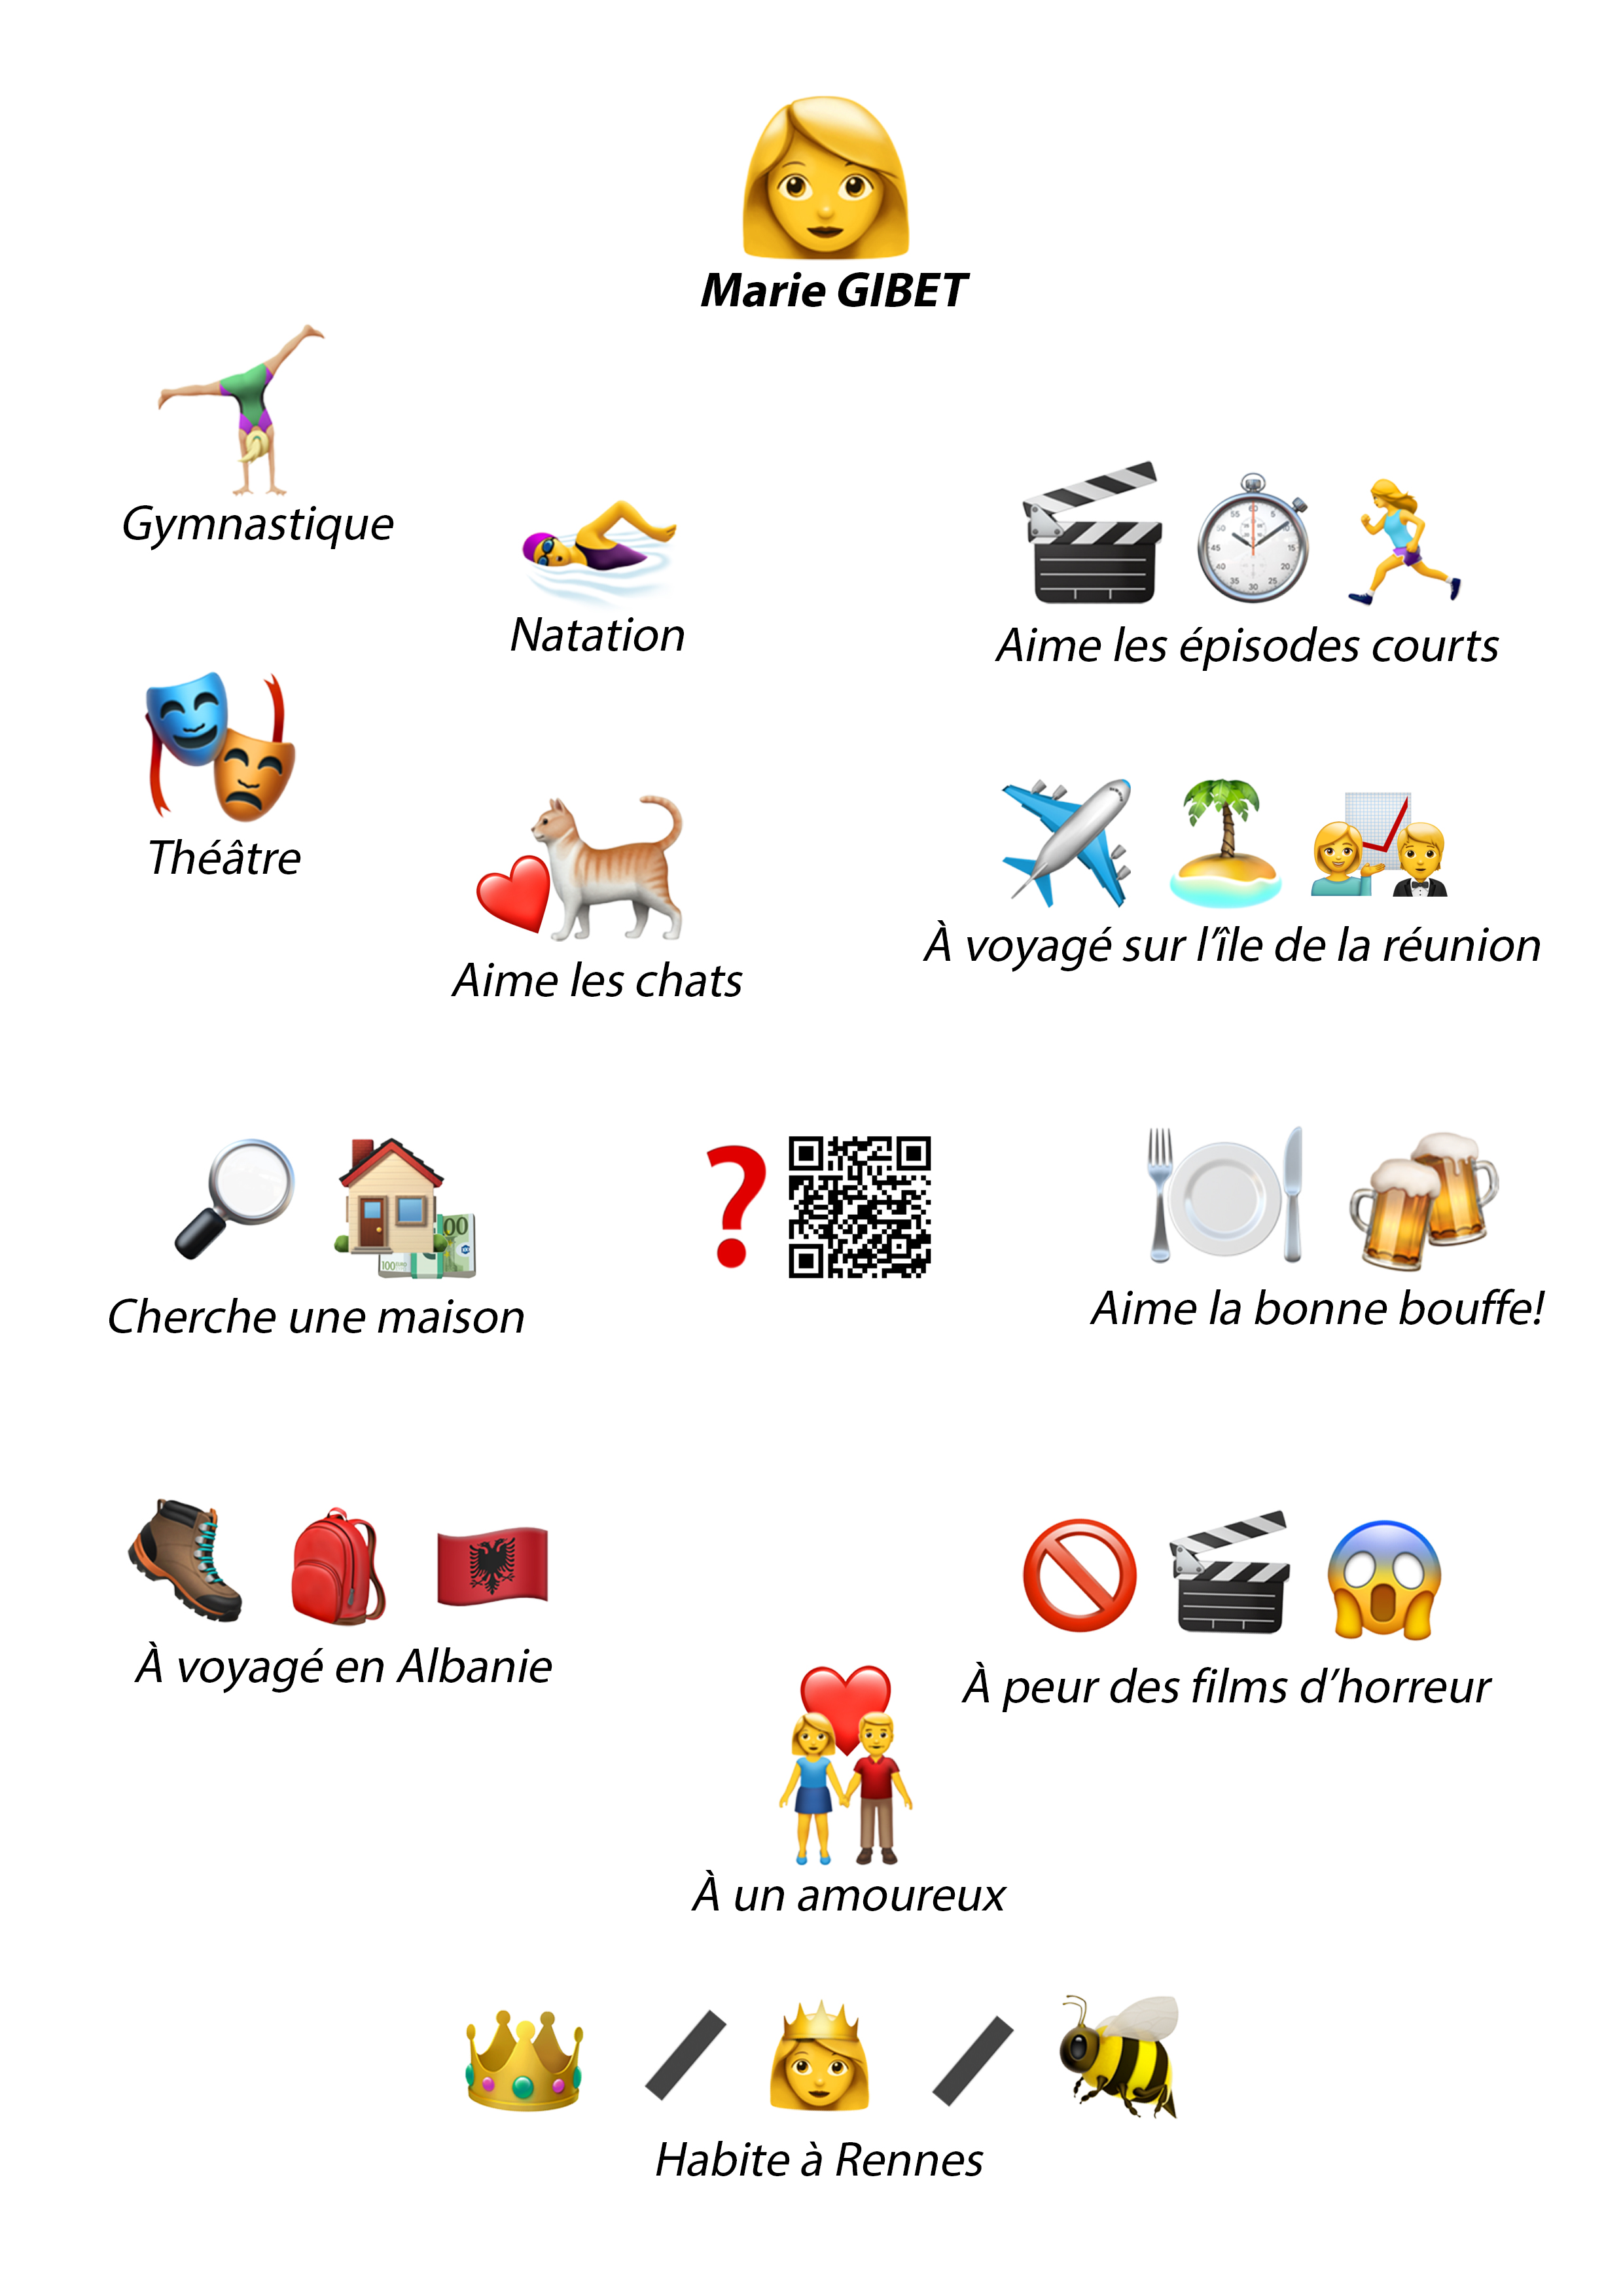 Marie GIBET
Gymnastique
Natation
Aime les épisodes courts
Théâtre
Aime les chats
À voyagé sur l’île de la réunion
?
Cherche une maison
Aime la bonne bouffe!
À voyagé en Albanie
À peur des films d’horreur
À un amoureux
Habite à Rennes